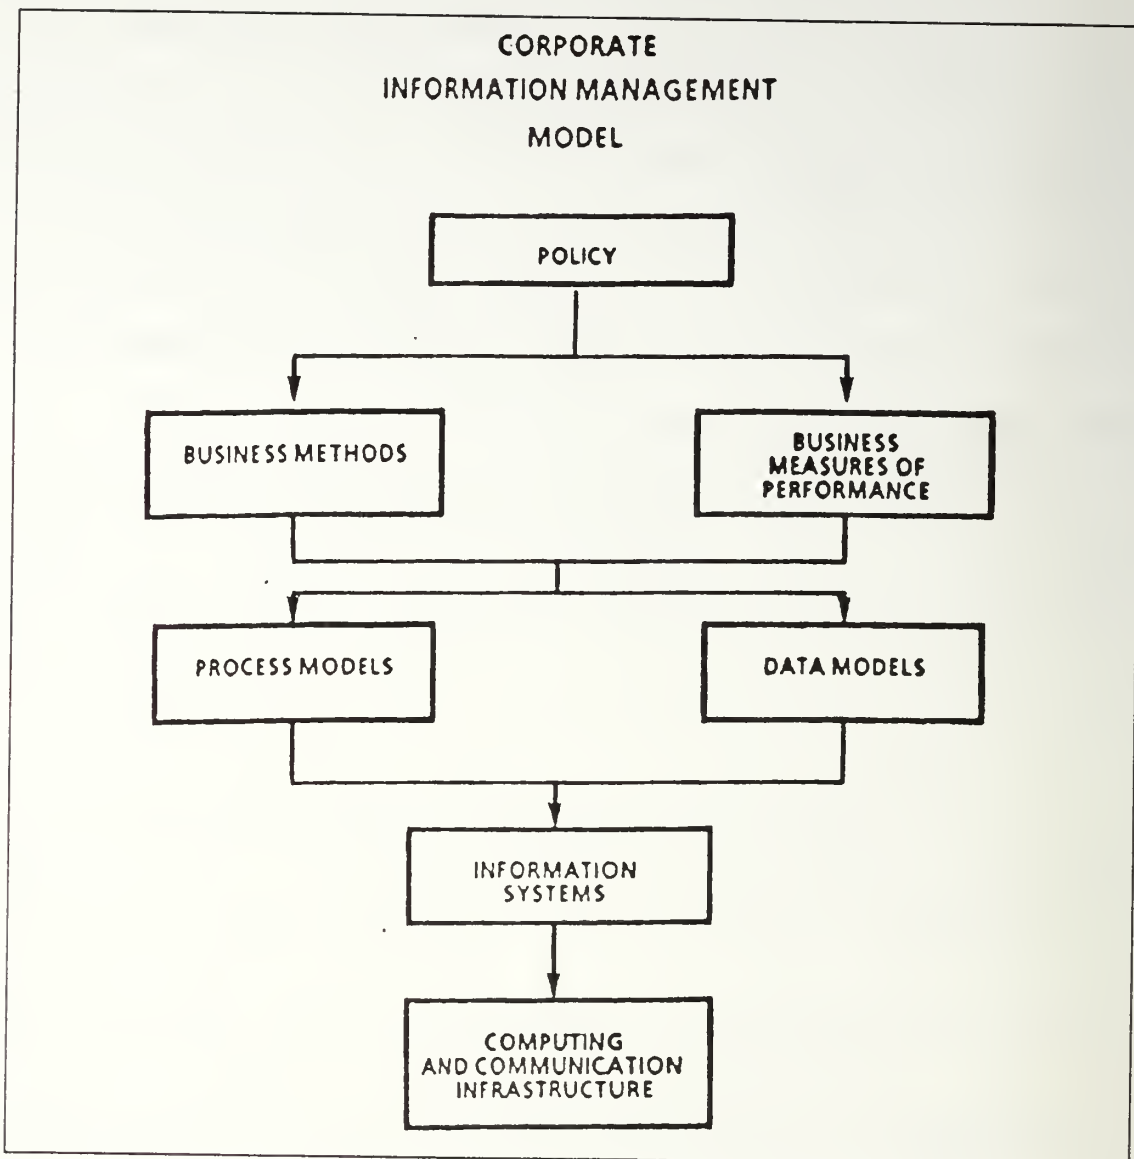 CORPORATE
INFORMATION MANAGEMENT
MODEL
POLICY
BUSINESS METHODS
BUSINESS
MEASURES OF
PERFORMANCE
PROCESS MODELS
DATA MODELS
INFORMATION
SYSTEMS
COMPUTING
AND COMMUNICATION
INFRASTRUCTURE